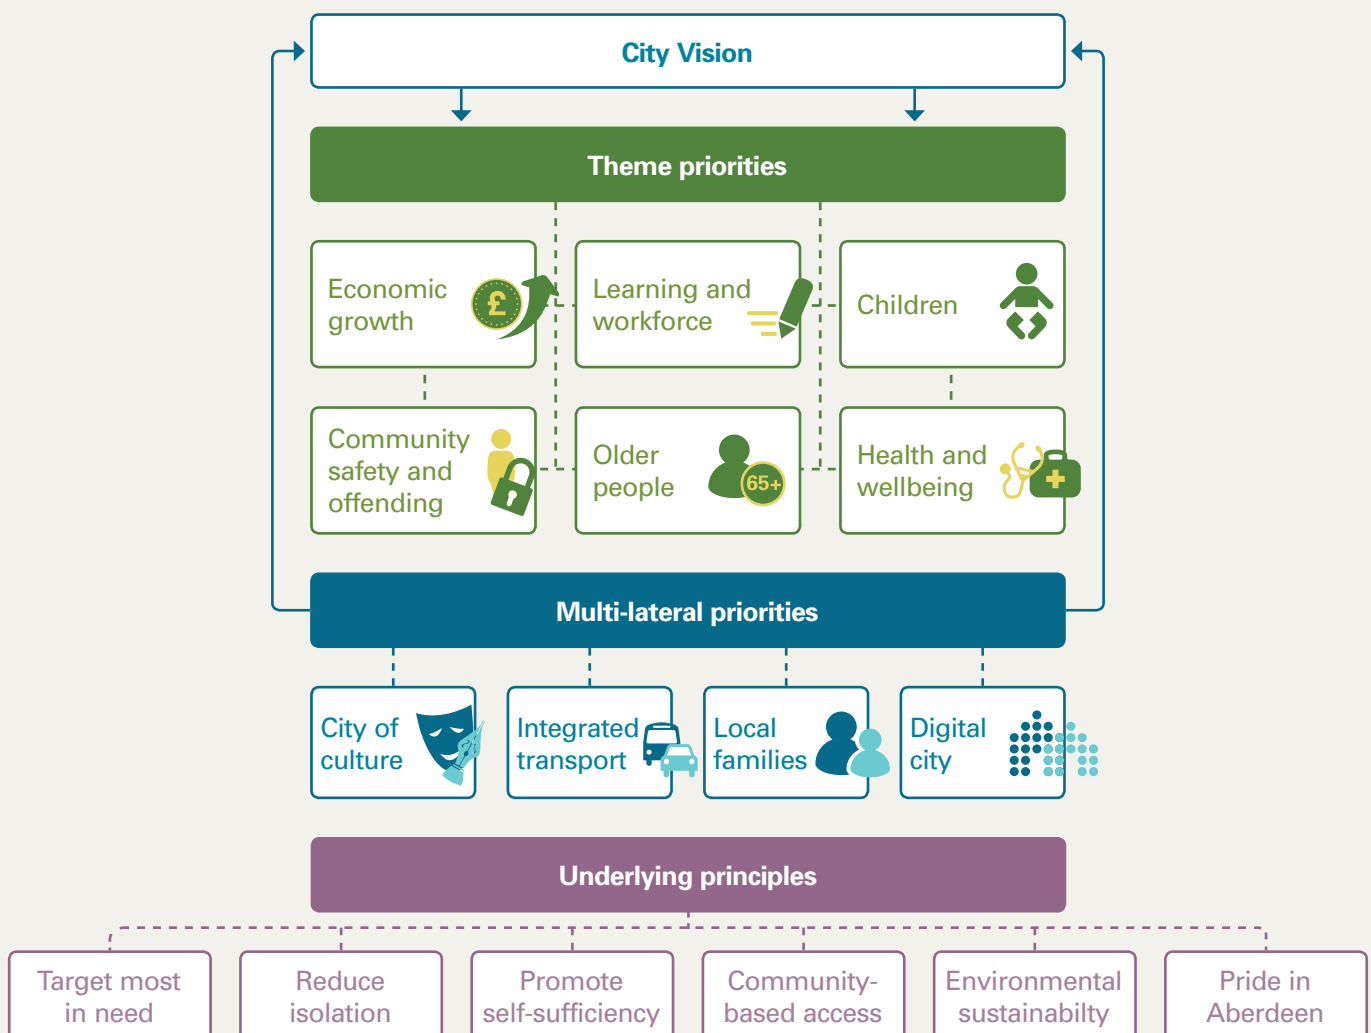 City Vision
Theme priorities
Economic
growth
£
Learning and
workforce
Children
Community
safety and
offending
Older
people
65+
Health and
wellbeing
Multi-lateral priorities
City of
culture
Integrated
transport
Local
families
Digital
city
Underlying principles
Target most
in need
Reduce
isolation
Promote
self-sufficiency
Community-
based access
Environmental
sustainabilty
Pride in
Aberdeen